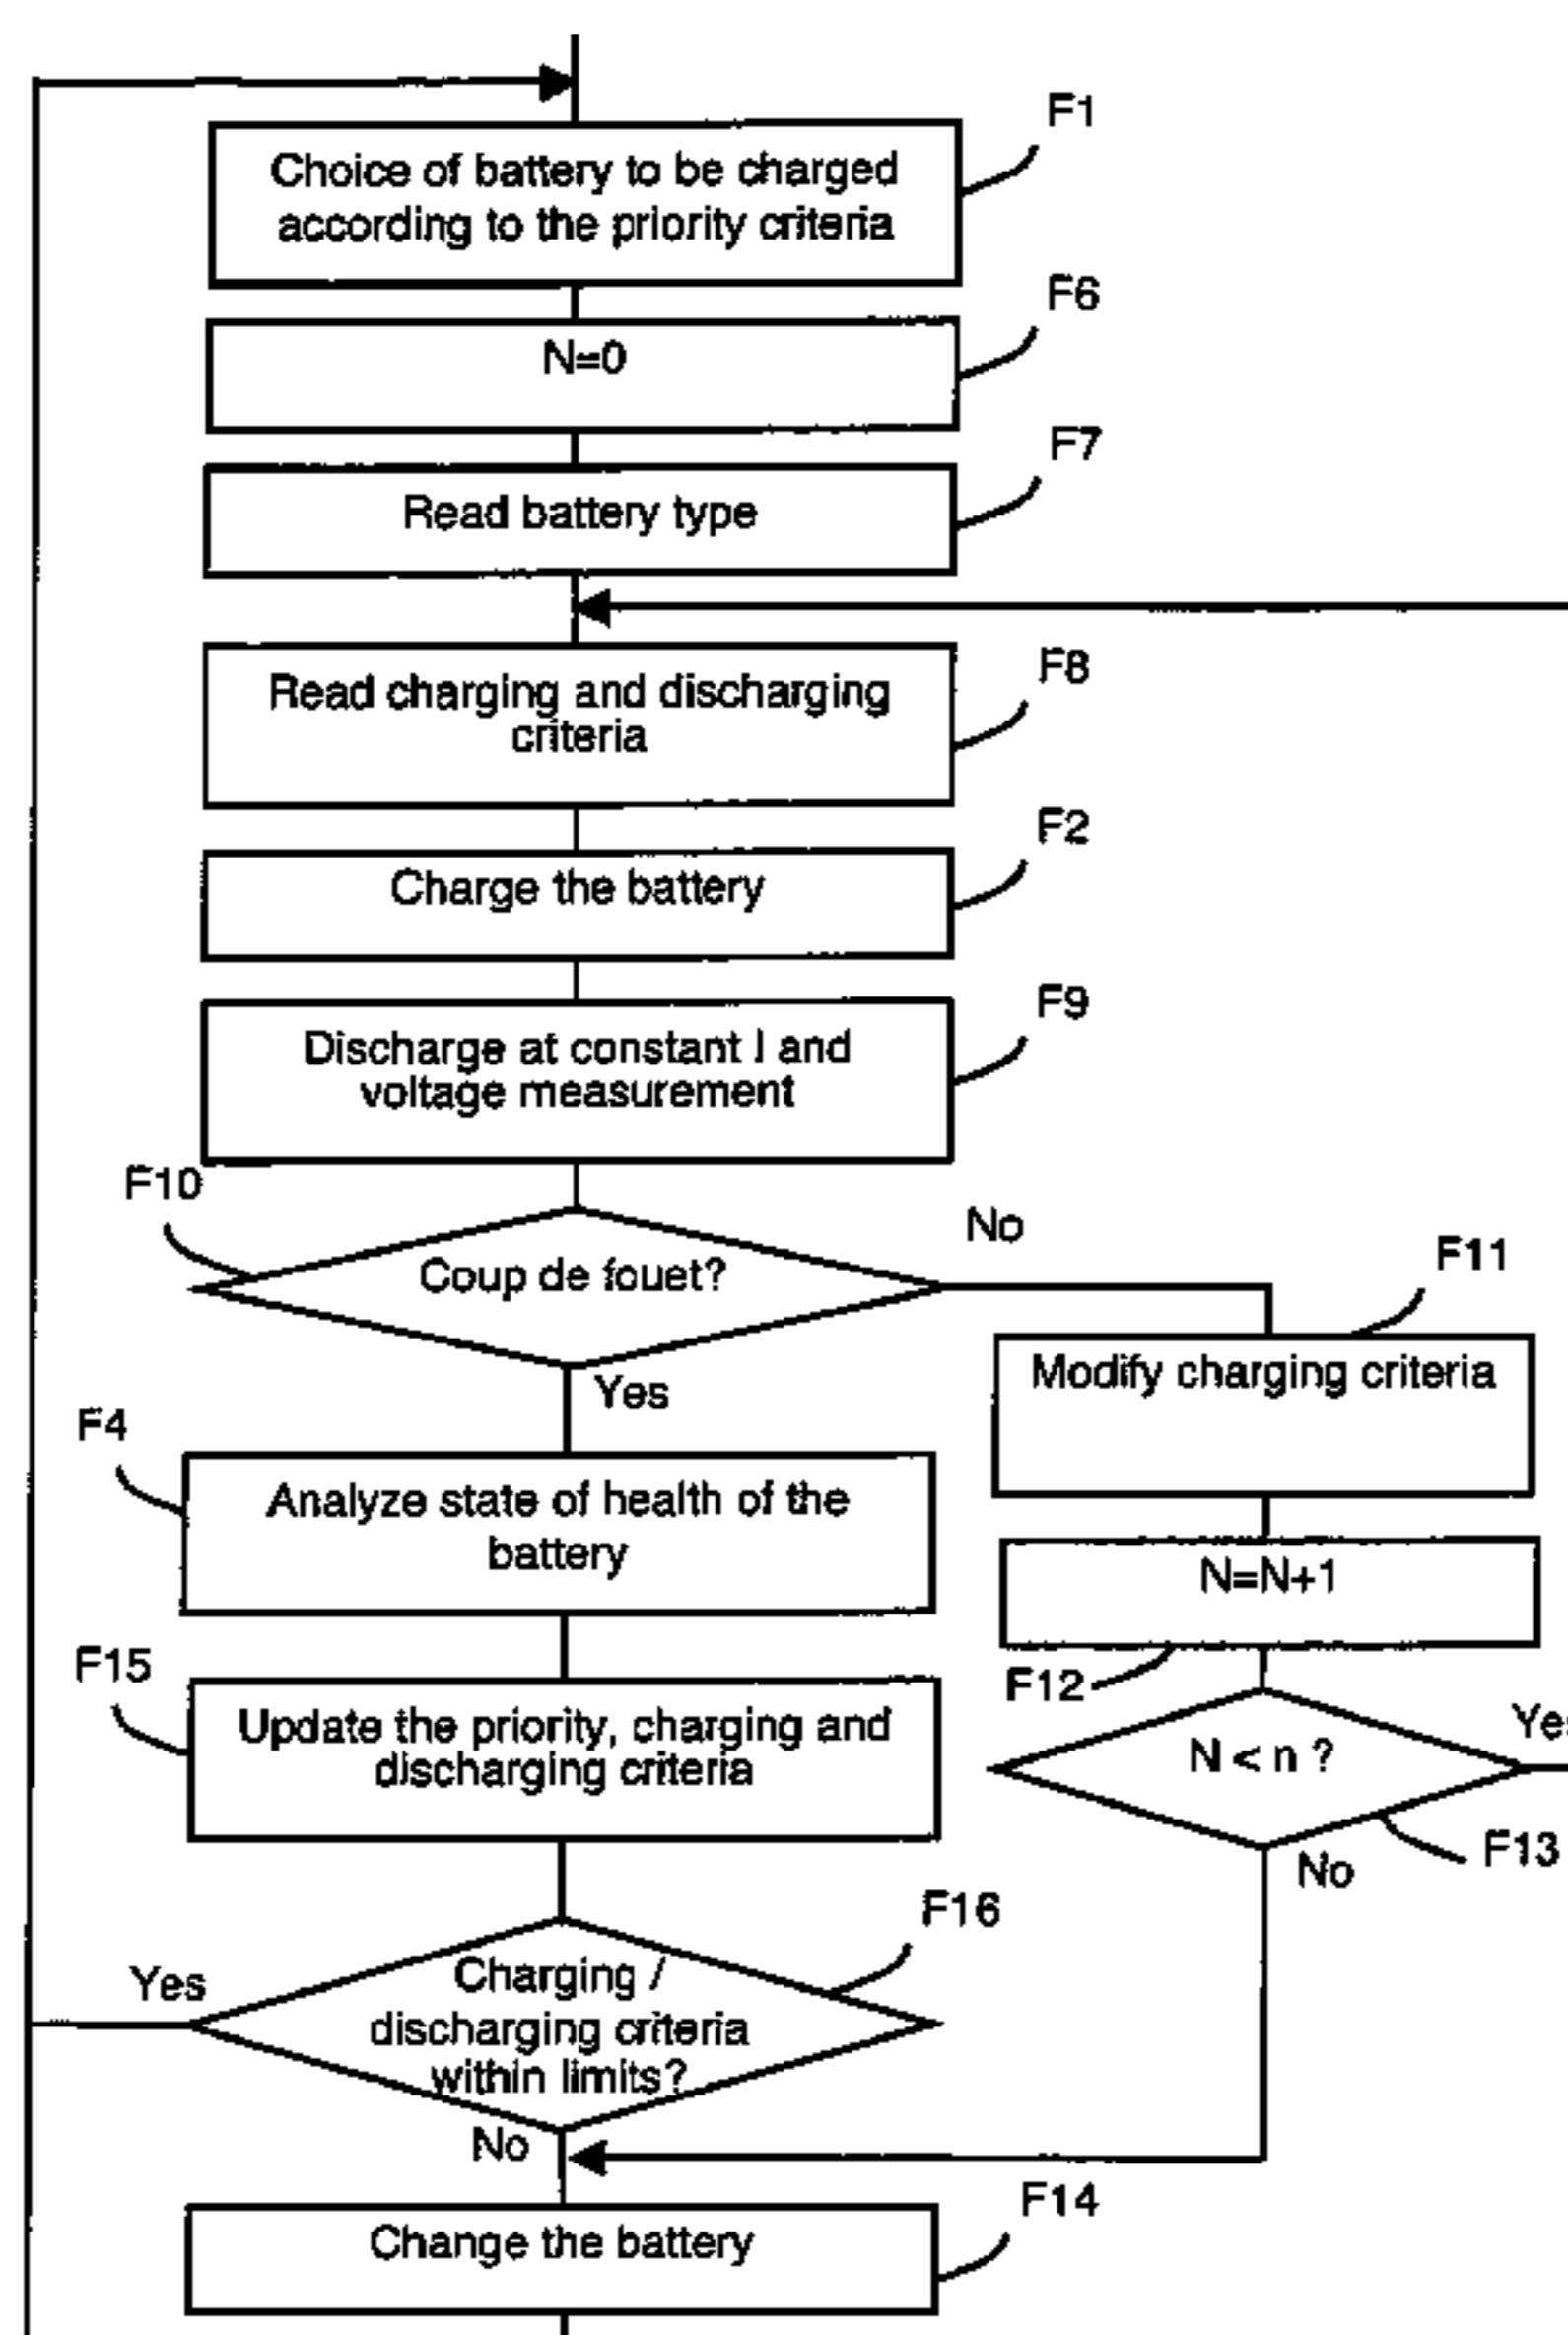 F1
Choice of battery to be charged
according to the priority criteria
F6
N=0
F7
Read battery type
F8
Read charging and discharging
criteria
F2
Charge the battery
F9
Discharge at constant I and
voltage measurement
F10
Coup de fouet?
No
F11
Modify charging criteria
Yes
F4
Analyze state of health of the
battery
N=N+1
F12
F15
Update the priority, charging and
discharging criteria
N < n ?
Yes
F13
No
F16
Yes
Charging /
discharging criteria
within limits?
No
F14
Change the battery